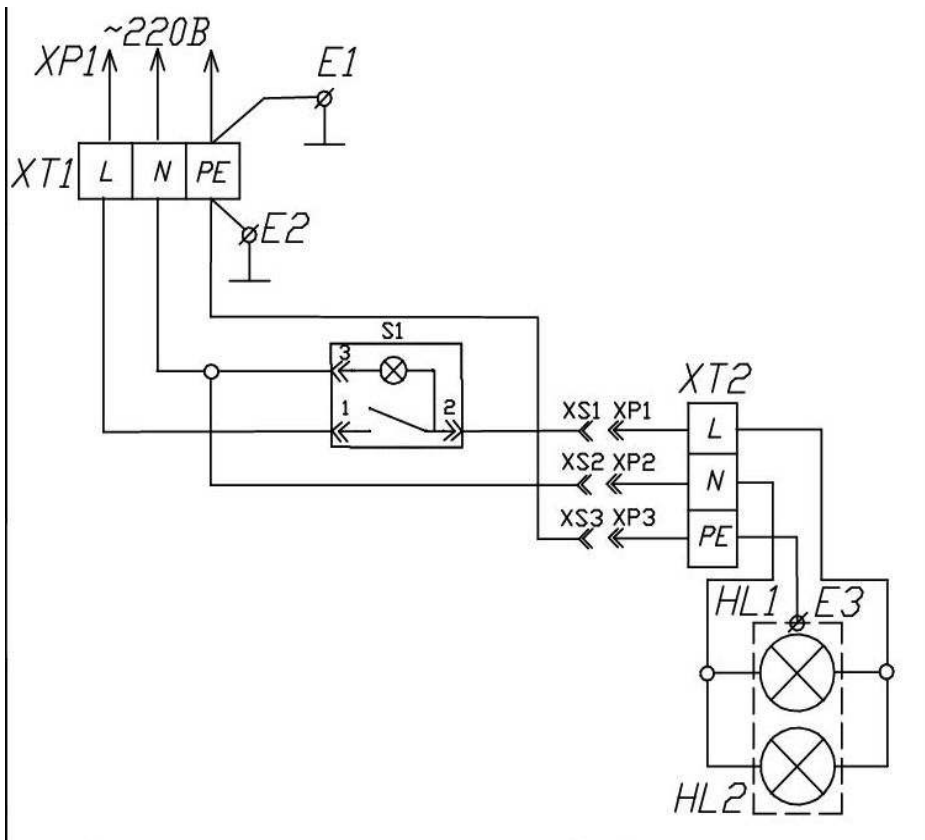 ~220В
XP1
E1
XT1 L N PE
E2
S1
3
1 2
XT2
XS1 XP1 L
XS2 XP2 N
XS3 XP3 PE
HL1 E3
HL2